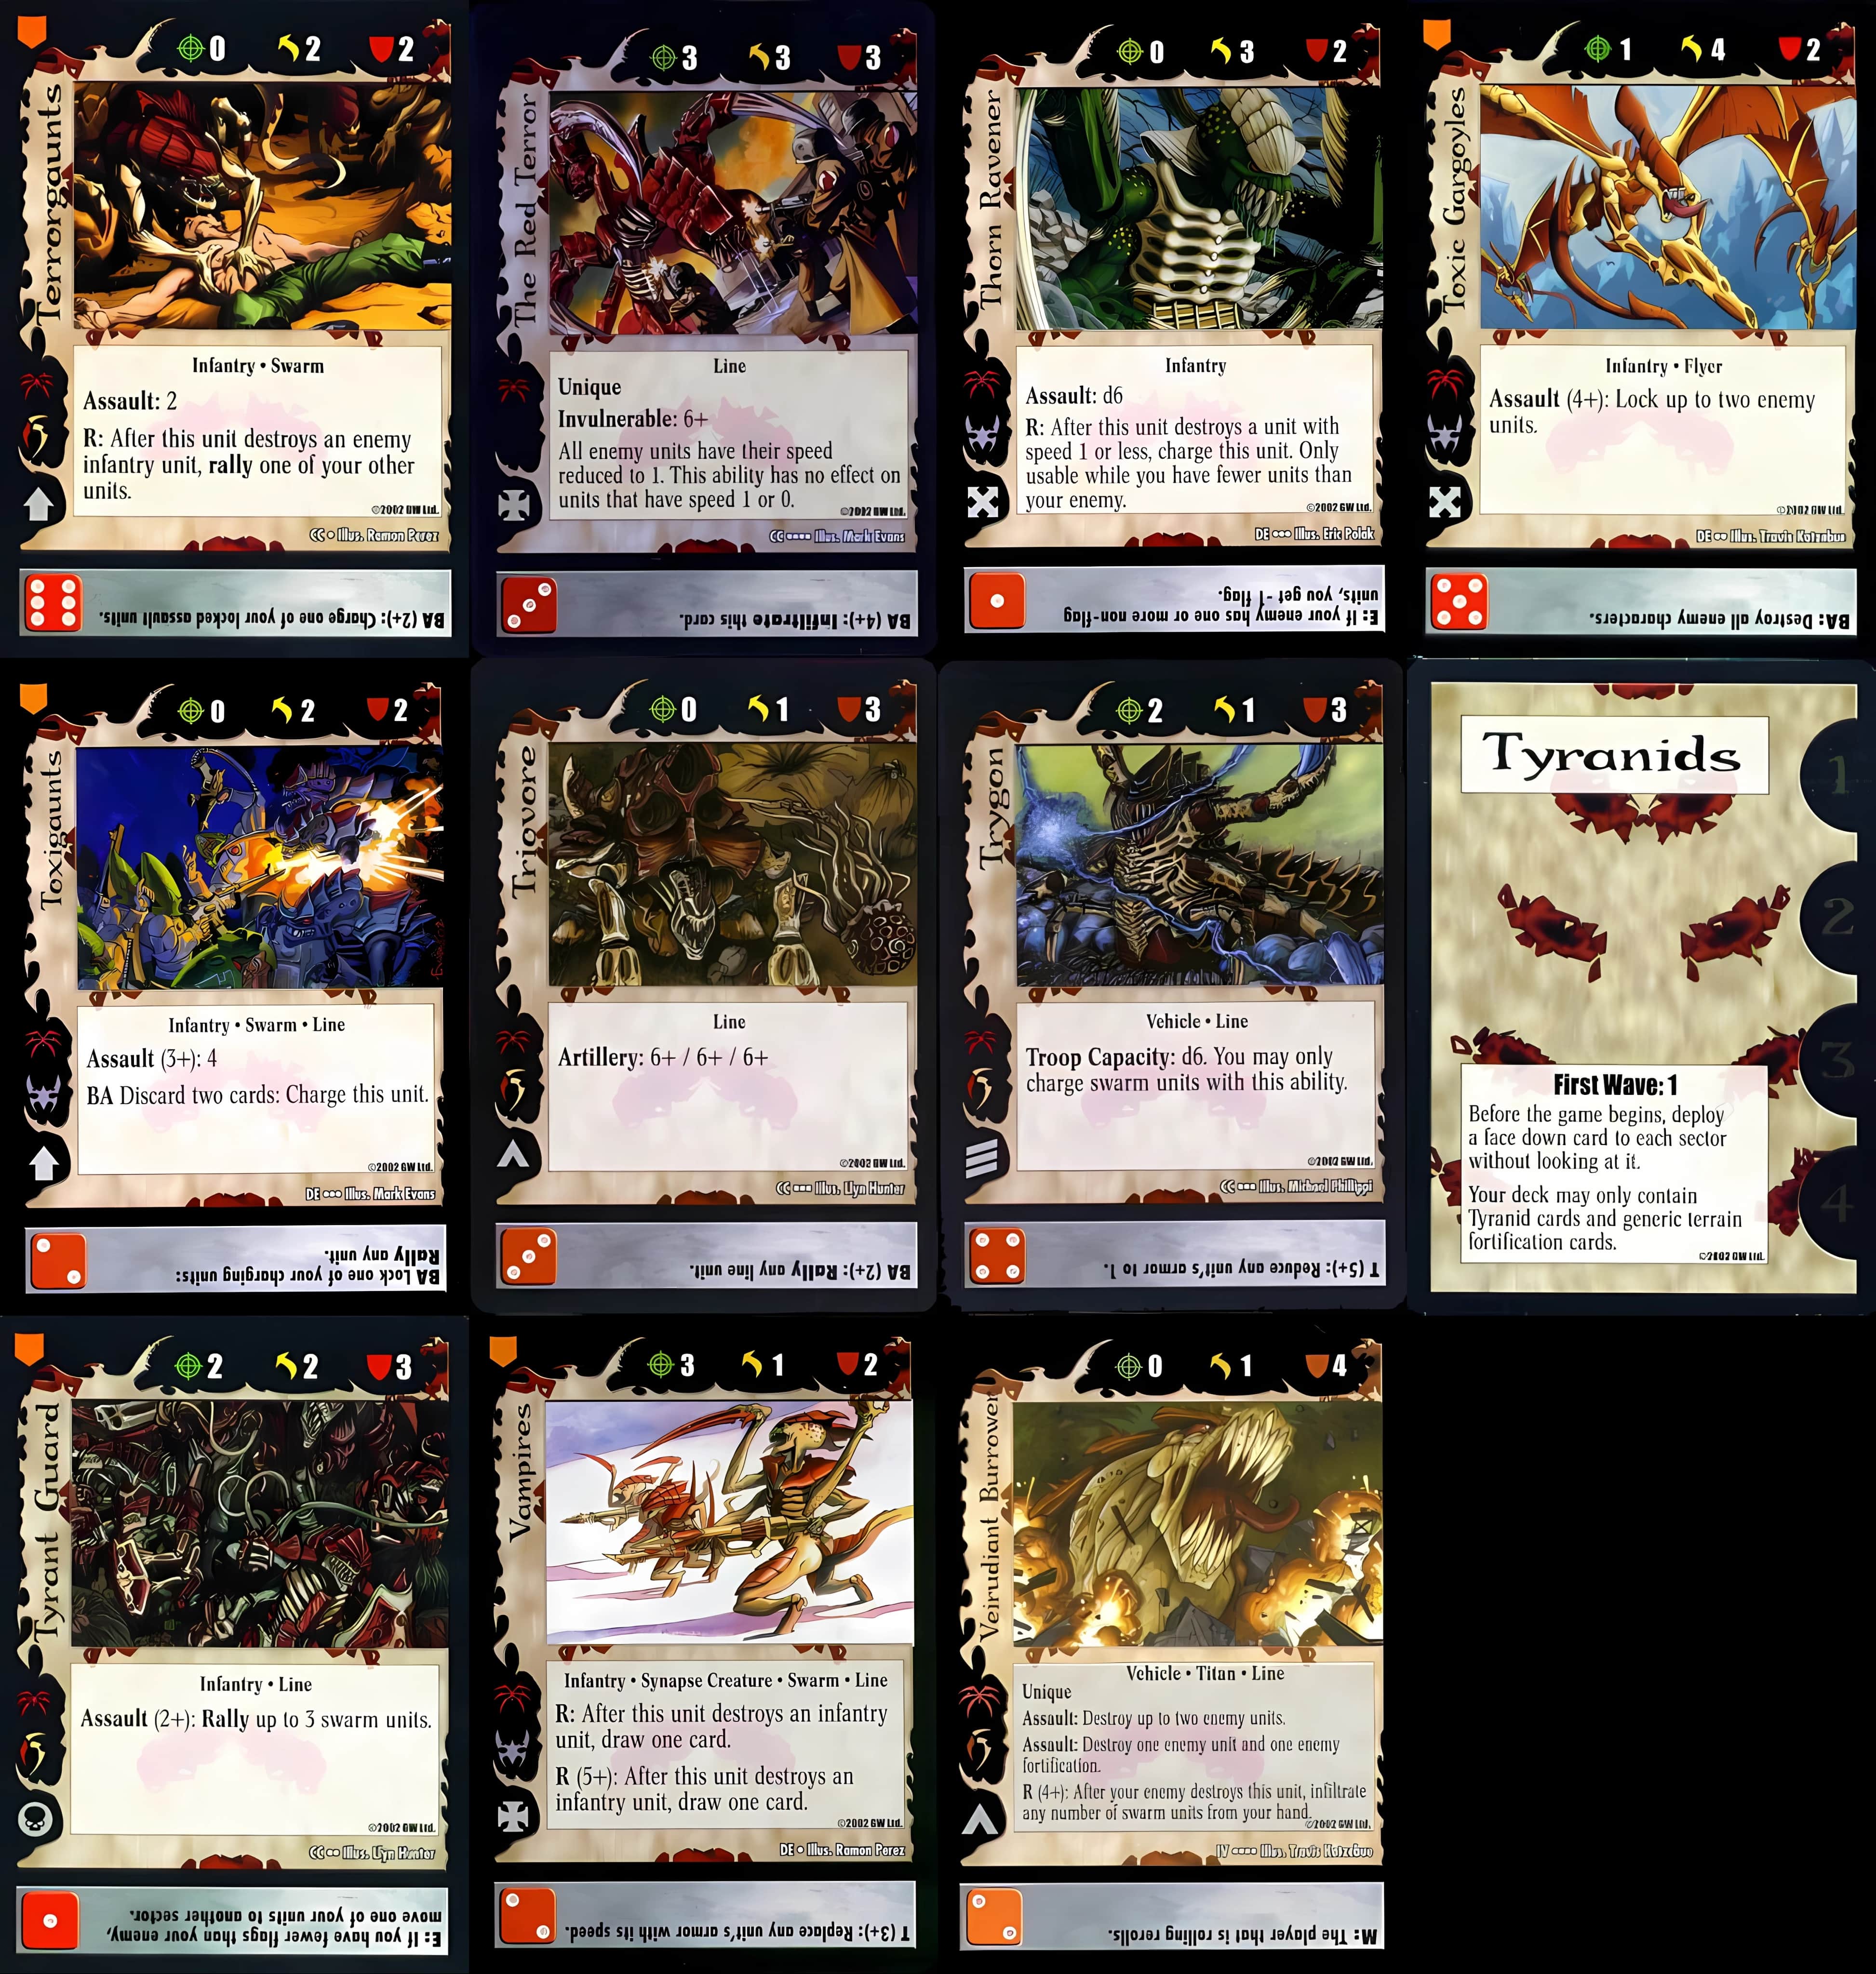 0 2 2
Terrorgaunts
Infantry • Swarm
Assault: 2
R: After this unit destroys an enemy
infantry unit, rally one of your other
units.
©2002 GW Ltd.
CC • Illus. Ramon Perez
BA (2+): Charge one of your locked assault units.
3 3 3
The Red Terror
Line
Unique
Invulnerable: 6+
All enemy units have their speed
reduced to 1. This ability has no effect on
units that have speed 1 or 0.
©2002 GW Ltd.
CC •••• Illus. Mark Evans
BA (4+): Infiltrate this card.
0 3 2
Thorn Ravener
Infantry
Assault: d6
R: After this unit destroys a unit with
speed 1 or less, charge this unit. Only
usable while you have fewer units than
your enemy.
©2002 GW Ltd.
DE ••• Illus. Eric Polak
E: If your enemy has one or more non-flag
units, you get -1 flag.
1 4 2
Toxic Gargoyles
Infantry • Flyer
Assault (4+): Lock up to two enemy
units.
©2002 GW Ltd.
DE •• Illus. Travis Kotzebue
BA: Destroy all enemy characters.
0 2 2
Toxigaunts
Infantry • Swarm • Line
Assault (3+): 4
BA Discard two cards: Charge this unit.
©2002 GW Ltd.
DE ••• Illus. Mark Evans
BA Lock one of your charging units:
Rally any unit.
0 1 3
Triovore
Line
Artillery: 6+ / 6+ / 6+
©2002 GW Ltd.
CC ••• Illus. Llyn Hunter
BA (2+): Rally any line unit.
2 1 3
Trygon
Vehicle • Line
Troop Capacity: d6. You may only
charge swarm units with this ability.
©2002 GW Ltd.
CC ••• Illus. Michael Phillippi
T (5+): Reduce any unit's armor to 1.
Tyranids
1
2
3
4
First Wave: 1
Before the game begins, deploy
a face down card to each sector
without looking at it.
Your deck may only contain
Tyranid cards and generic terrain
fortification cards.
©2002 GW Ltd.
2 2 3
Tyrant Guard
Infantry • Line
Assault (2+): Rally up to 3 swarm units.
©2002 GW Ltd.
CC •• Illus. Llyn Hunter
E: If you have fewer flags than your enemy,
move one of your units to another sector.
3 1 2
Vampires
Infantry • Synapse Creature • Swarm • Line
R: After this unit destroys an infantry
unit, draw one card.
R (5+): After this unit destroys an
infantry unit, draw one card.
©2002 GW Ltd.
DE • Illus. Ramon Perez
T (3+): Replace any unit's armor with its speed.
0 1 4
Veirudiant Burrower
Vehicle • Titan • Line
Unique
Assault: Destroy up to two enemy units.
Assault: Destroy one enemy unit and one enemy
fortification.
R (4+): After your enemy destroys this unit, infiltrate
any number of swarm units from your hand.
©2002 GW Ltd.
IV •••• Illus. Travis Kotzebue
M: The player that is rolling rerolls.